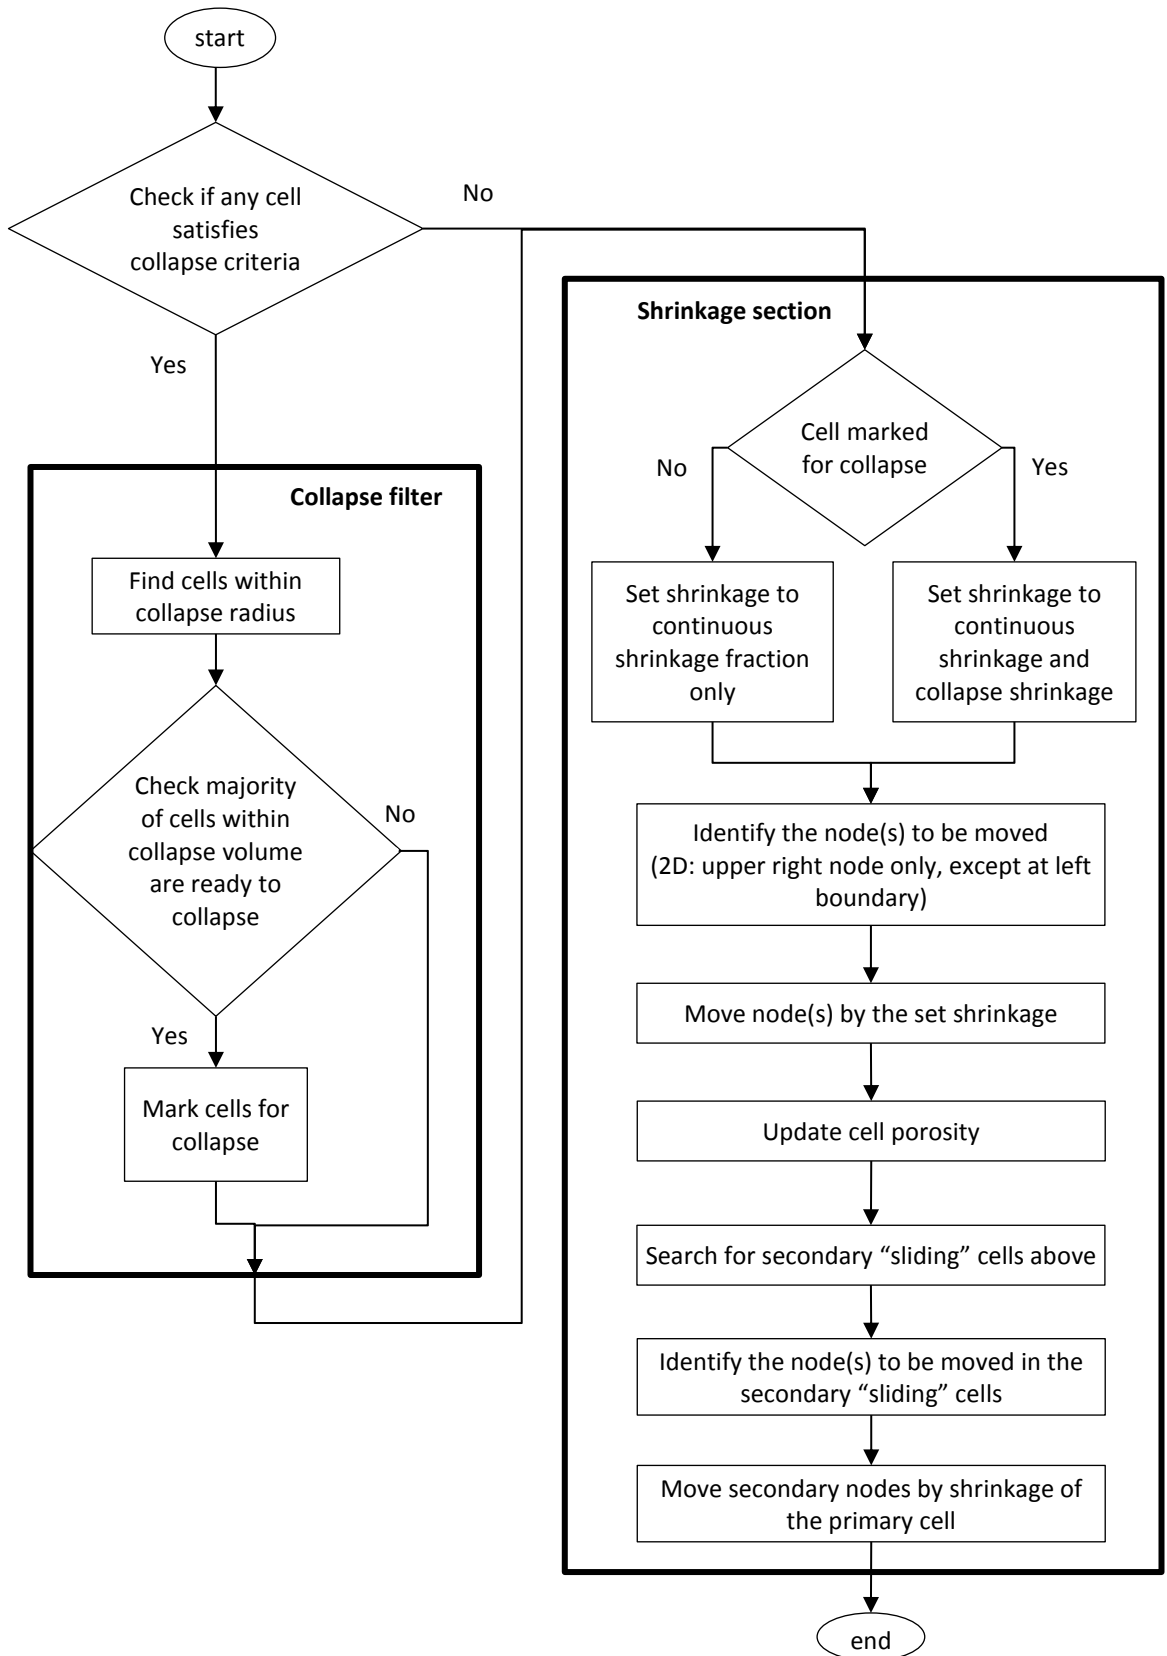 start
Check if any cell
satisfies
collapse criteria
No
Yes
Collapse filter
Find cells within
collapse radius
Check majority
of cells within
collapse volume
are ready to
collapse
No
Yes
Mark cells for
collapse
Shrinkage section
Cell marked
for collapse
No
Yes
Set shrinkage to
continuous
shrinkage fraction
only
Set shrinkage to
continuous
shrinkage and
collapse shrinkage
Identify the node(s) to be moved
(2D: upper right node only, except at left
boundary)
Move node(s) by the set shrinkage
Update cell porosity
Search for secondary “sliding” cells above
Identify the node(s) to be moved in the
secondary “sliding” cells
Move secondary nodes by shrinkage of
the primary cell
end